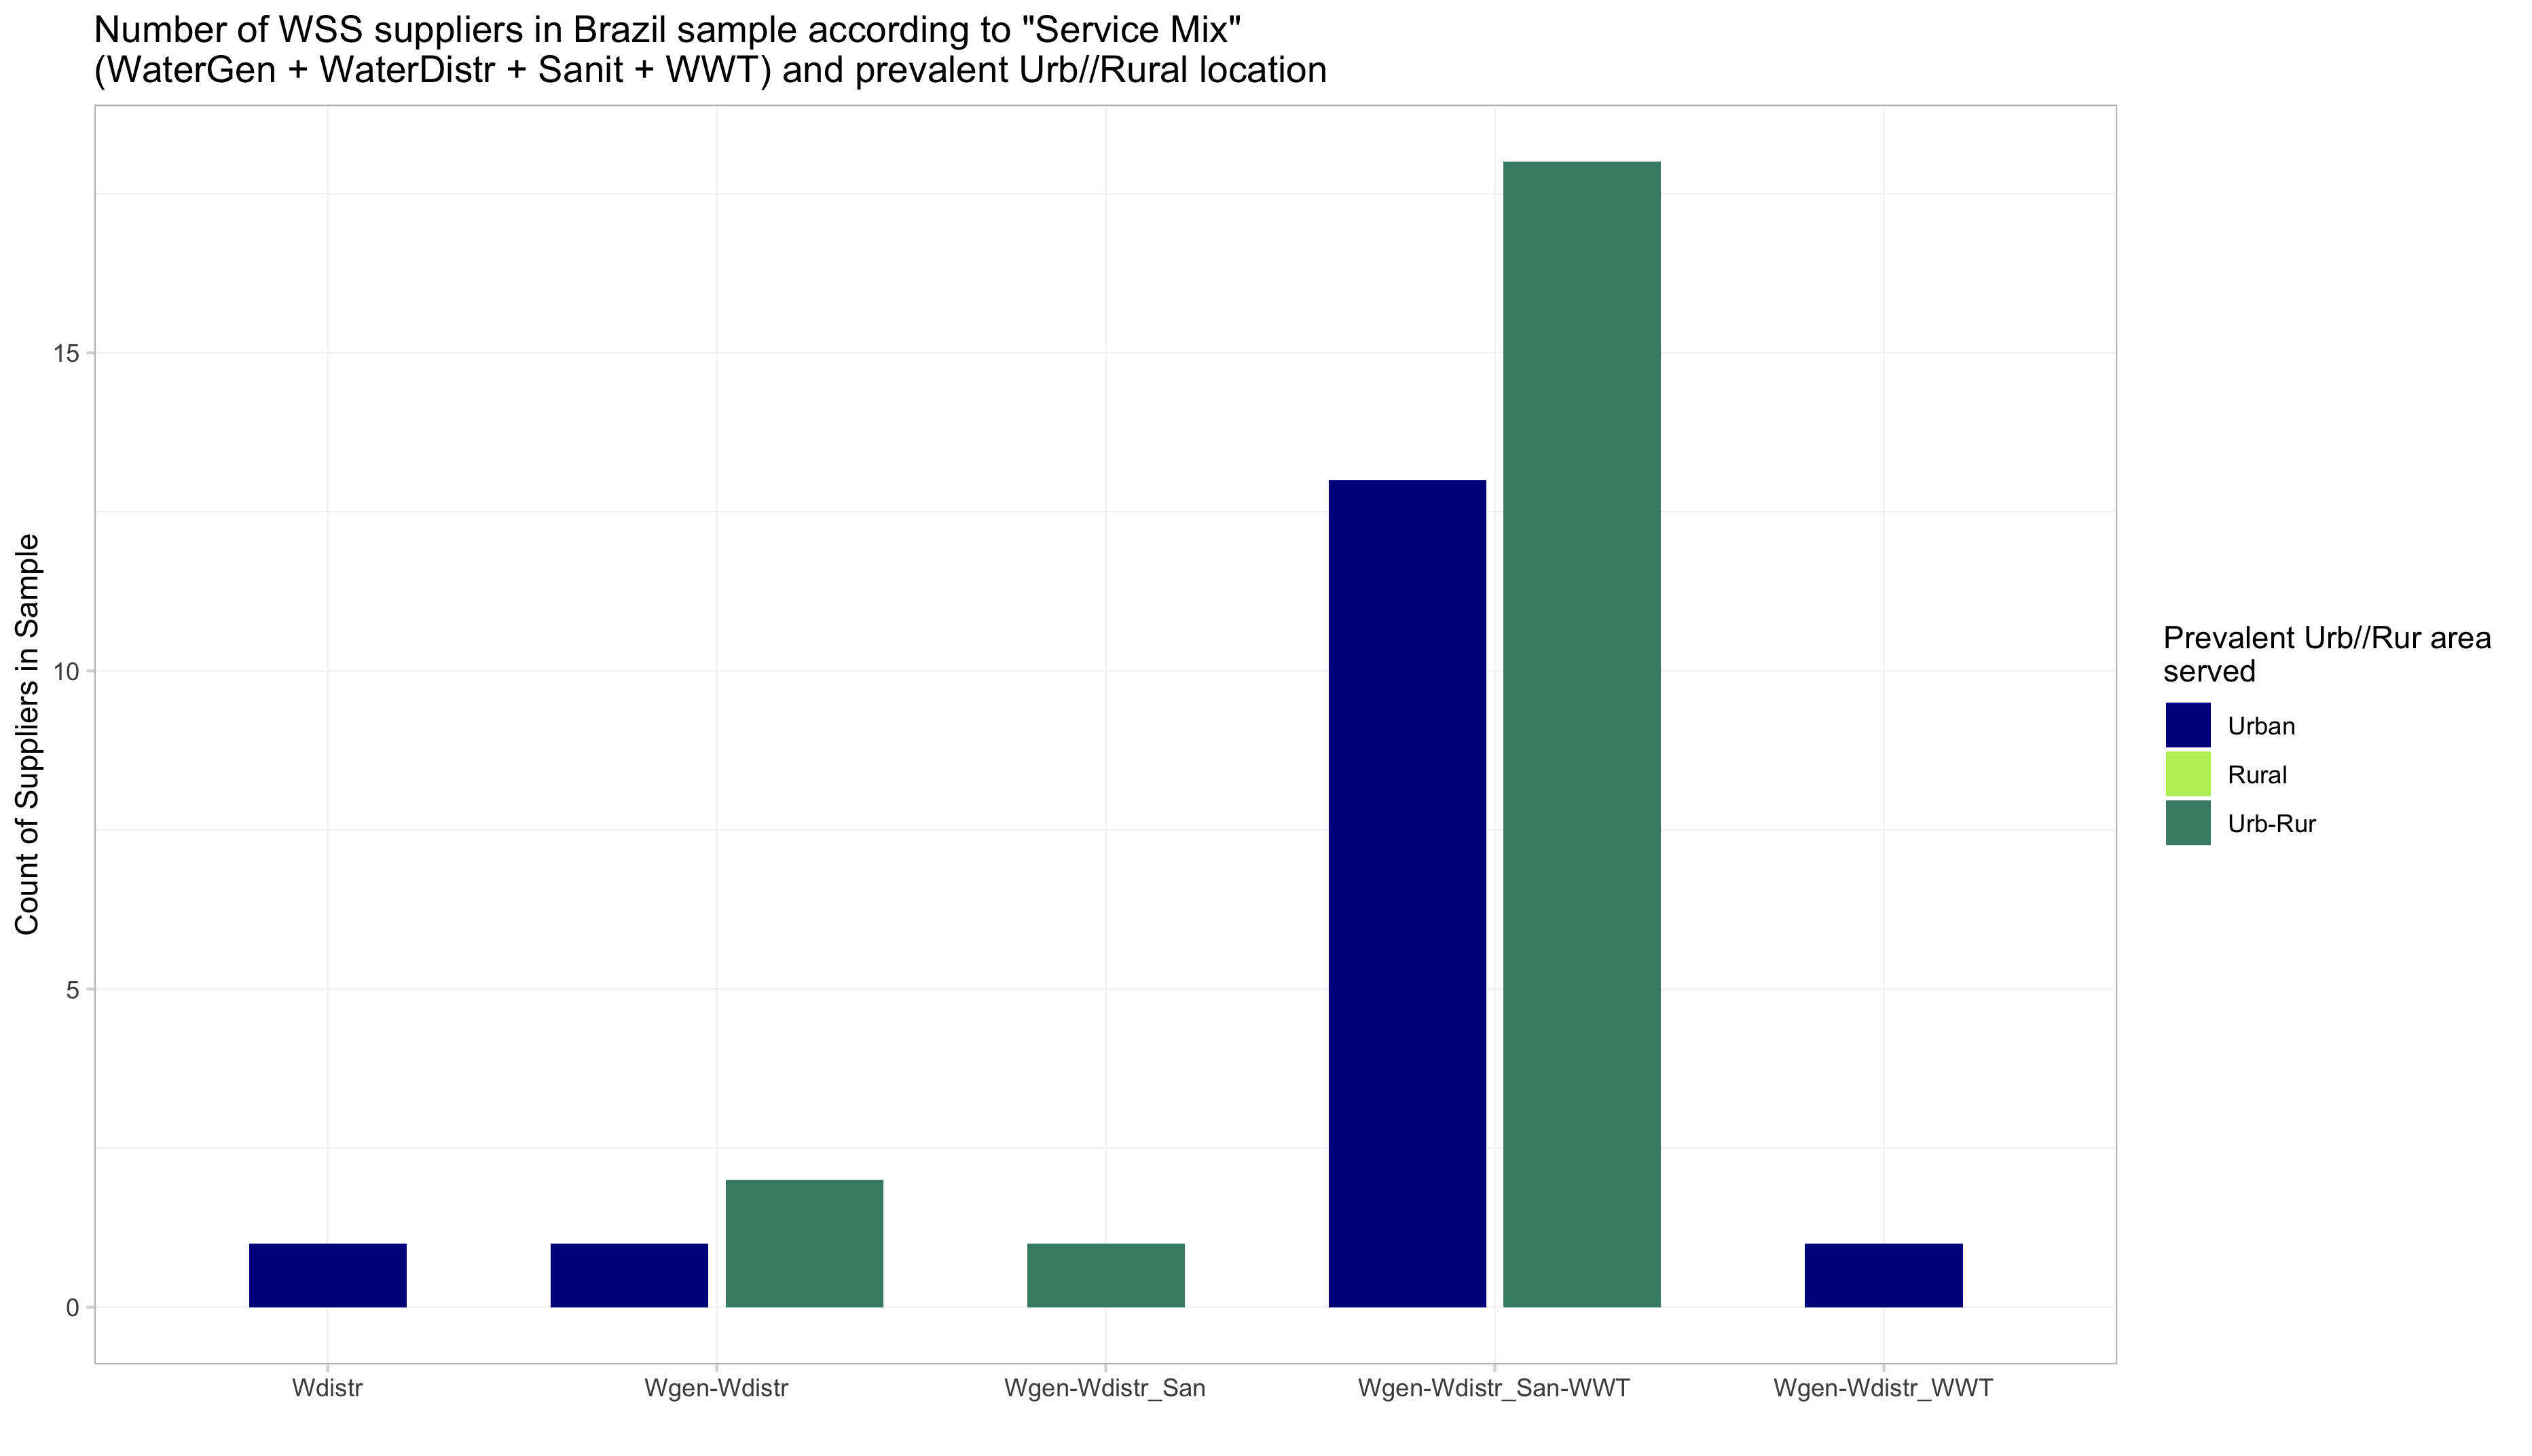 Number of WSS suppliers in Brazil sample according to "Service Mix"
(WaterGen + WaterDistr + Sanit + WWT) and prevalent Urb//Rural location
Count of Suppliers in Sample
15
10
5
0
Wdistr
Wgen-Wdistr
Wgen-Wdistr_San
Wgen-Wdistr_San-WWT
Wgen-Wdistr_WWT
Prevalent Urb//Rur area
served
Urban
Rural
Urb-Rur